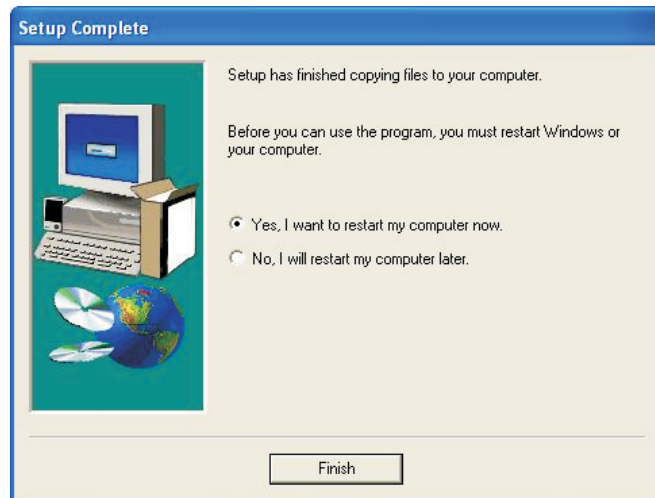 Setup Complete
Setup has finished copying files to your computer.
Before you can use the program, you must restart Windows or
your computer.
Yes, I want to restart my computer now.
No, I will restart my computer later.
Finish